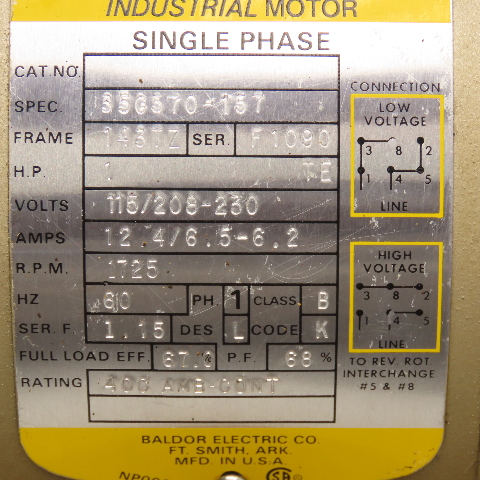 INDUSTRIAL MOTOR
SINGLE PHASE
CAT.NO.
SPEC. 35G370-157
FRAME SER. F1090
H.P. 1 TE
VOLTS 115/208-230
AMPS 12.4/6.5-6.2
R.P.M. 1725
HZ 60 PH. 1 CLASS B
SER. F. 1.15 DES L CODE K
FULL LOAD EFF. P.F. 68 %
RATING 40C AMB-CONT
CONNECTION
LOW
VOLTAGE
3 8 2
1 4 5
LINE
HIGH
VOLTAGE
3 8 2
1 4 5
LINE
TO REV. ROT.
INTERCHANGE
#5 & #8
BALDOR ELECTRIC CO.
FT. SMITH, ARK.
MFD. IN U.S.A.